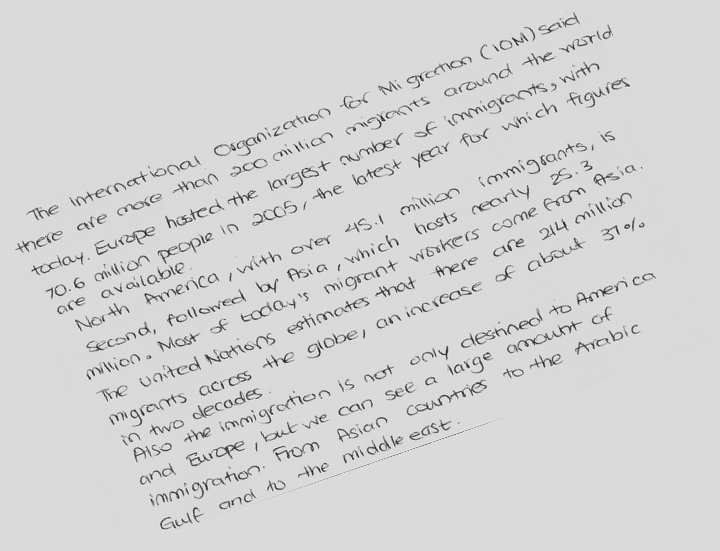 The International Organization for Migration (IOM) said
there are more than 200 million migrants around the world
today. Europe hosted the largest number of immigrants, with
70.6 million people in 2005, the latest year for which figures
are available.
North America, with over 45.1 million immigrants, is
second, followed by Asia, which hosts nearly 25.3
million. Most of today's migrant workers come from Asia.
The United Nations estimates that there are 214 million
migrants across the globe, an increase of about 37%
in two decades.
Also the immigration is not only destined to America
and Europe, but we can see a large amount of
immigration. From Asian countries to the Arabic
Gulf and to the middle east.